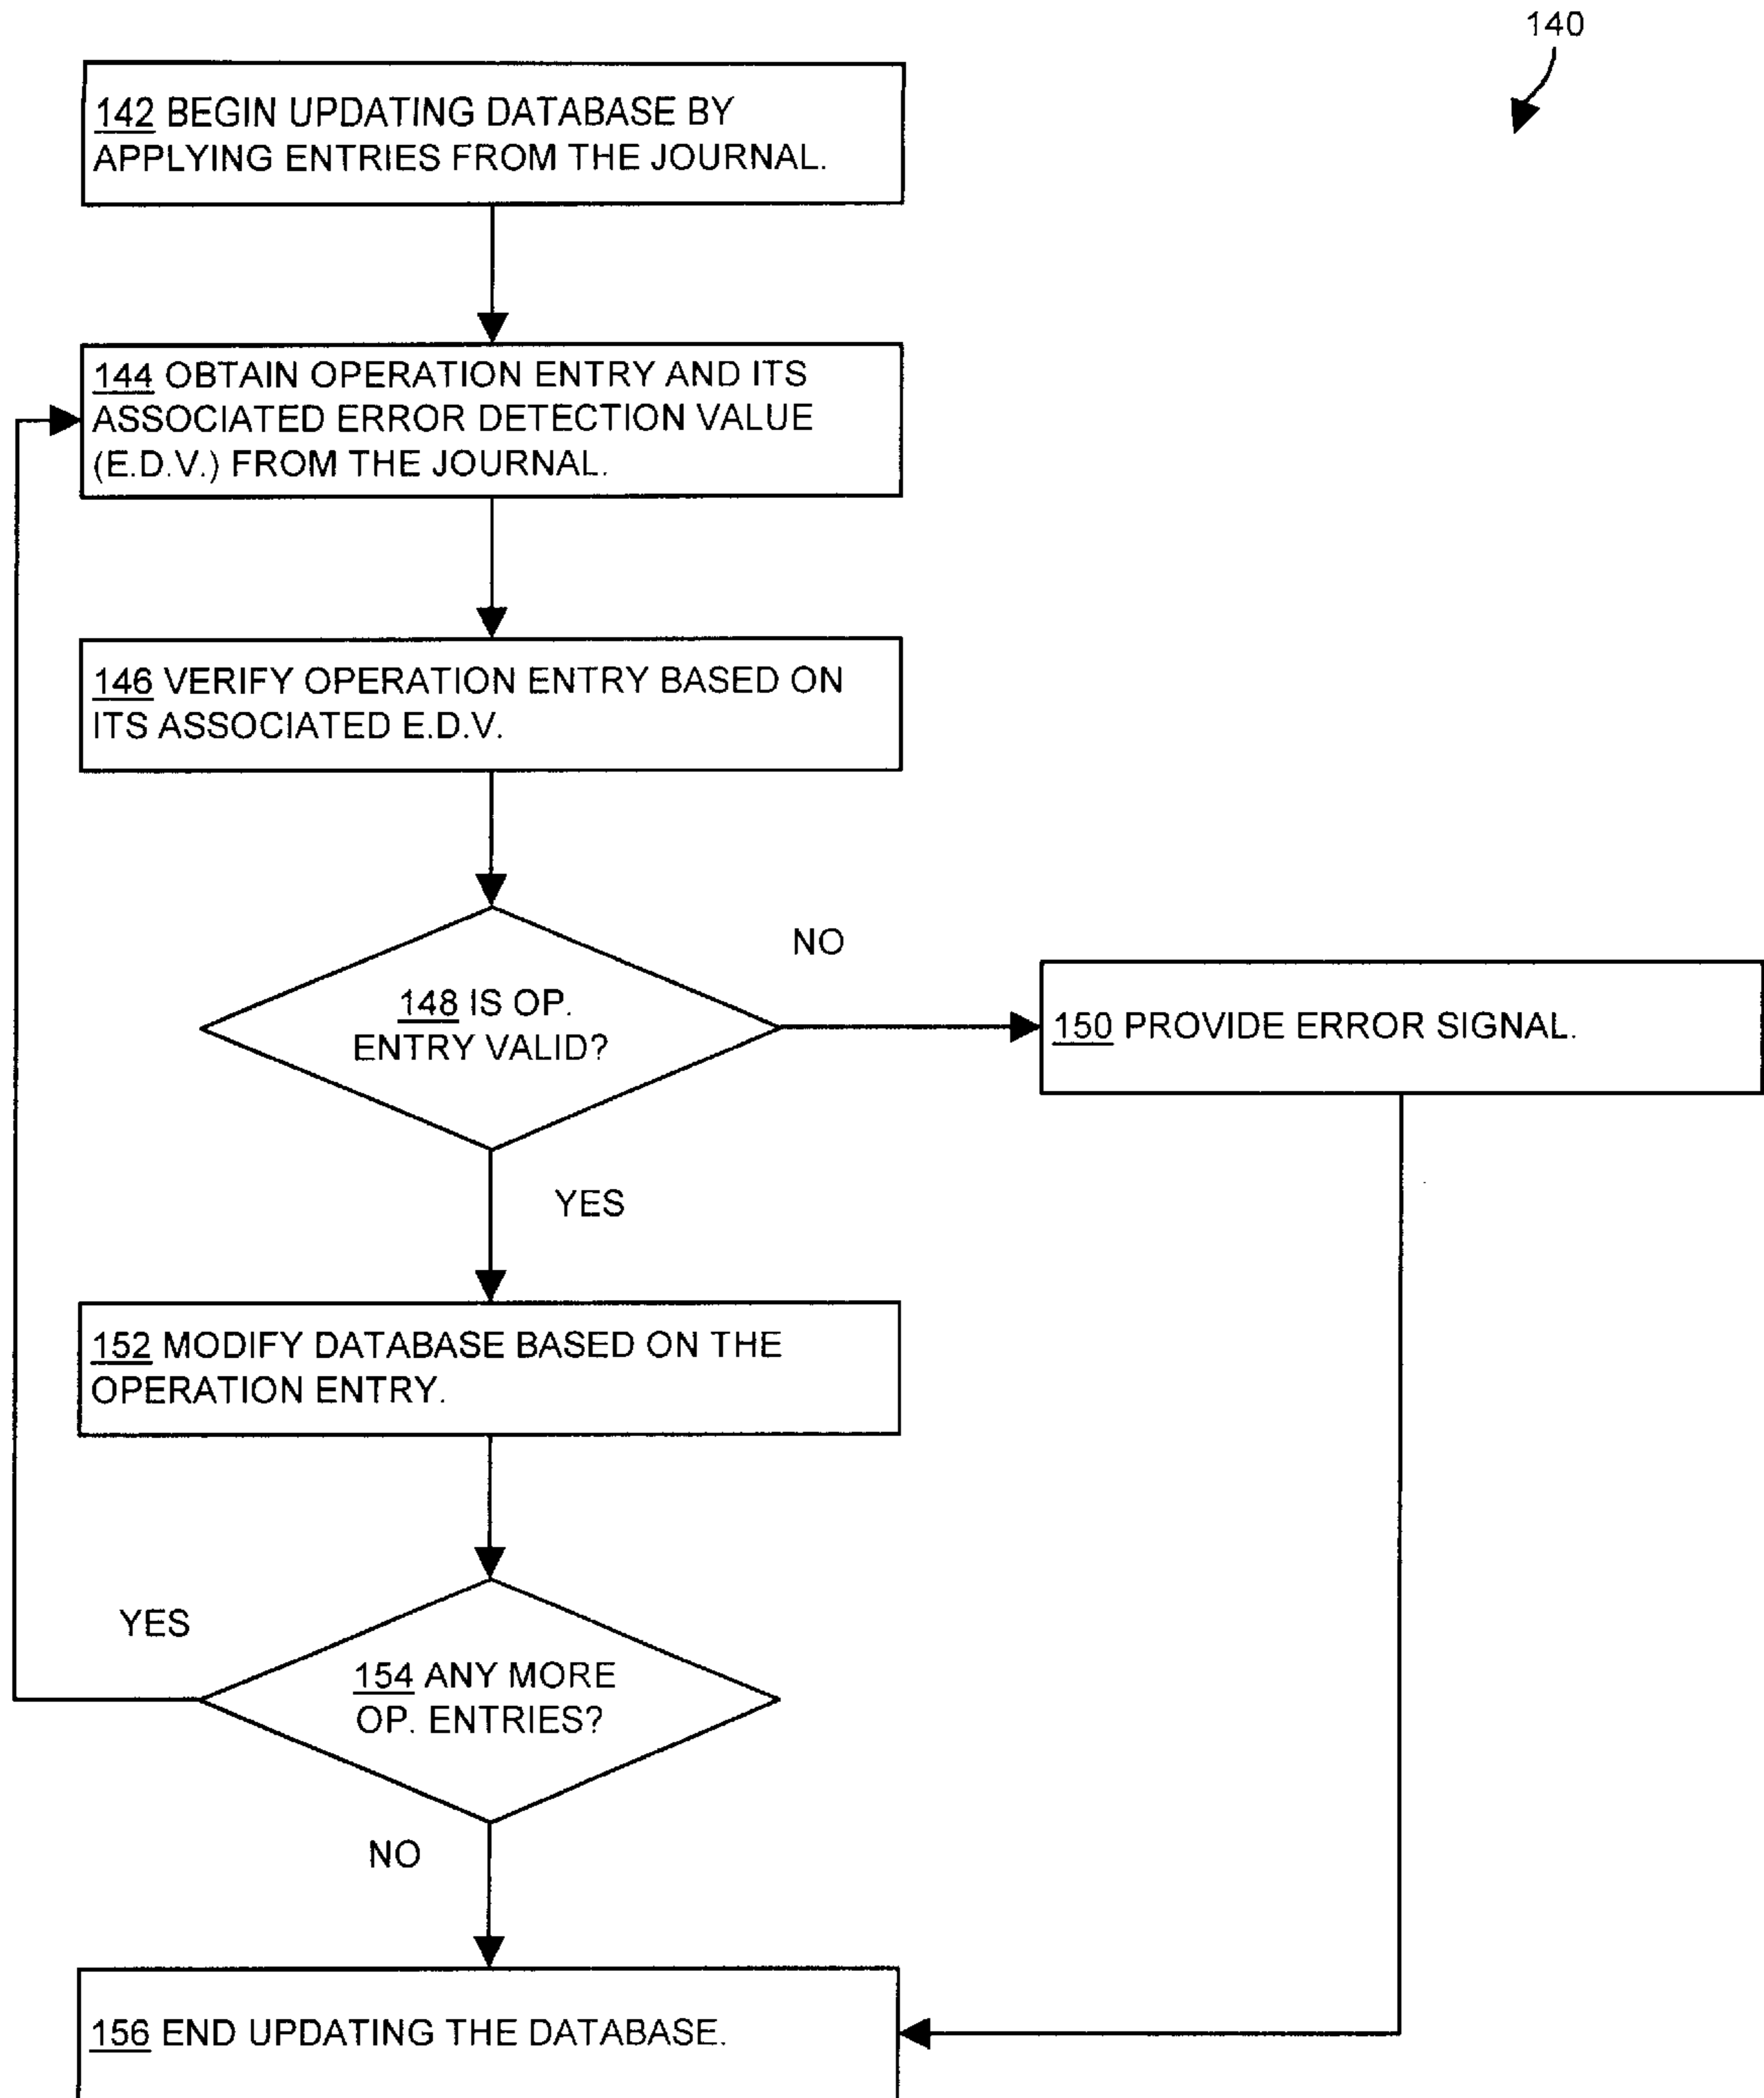 140
142 BEGIN UPDATING DATABASE BY
APPLYING ENTRIES FROM THE JOURNAL.
144 OBTAIN OPERATION ENTRY AND ITS
ASSOCIATED ERROR DETECTION VALUE
(E.D.V.) FROM THE JOURNAL.
146 VERIFY OPERATION ENTRY BASED ON
ITS ASSOCIATED E.D.V.
NO
148 IS OP.
ENTRY VALID?
150 PROVIDE ERROR SIGNAL.
YES
152 MODIFY DATABASE BASED ON THE
OPERATION ENTRY.
YES
154 ANY MORE
OP. ENTRIES?
NO
156 END UPDATING THE DATABASE.